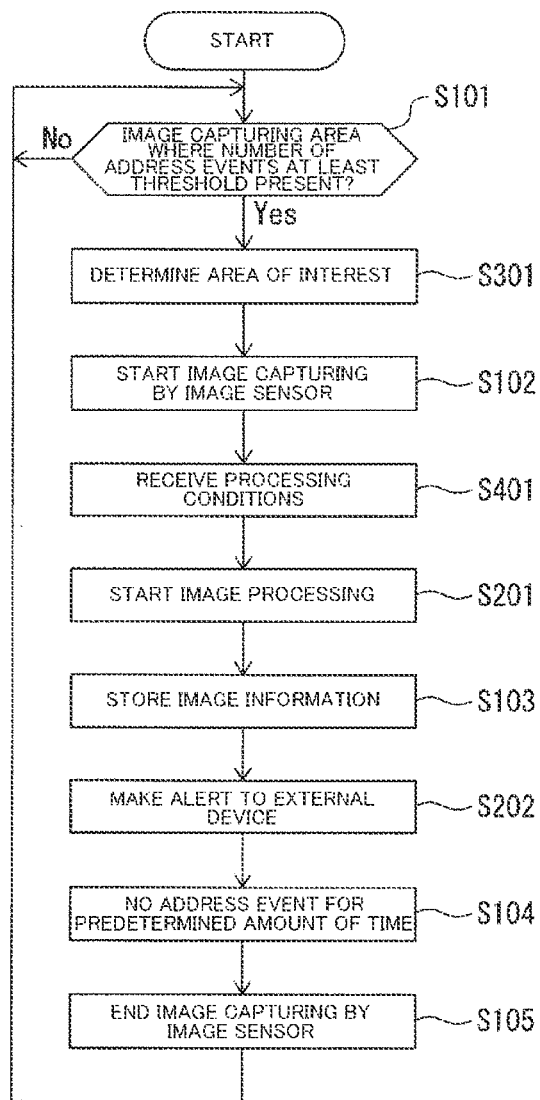 START
S101
No
IMAGE CAPTURING AREA
WHERE NUMBER OF
ADDRESS EVENTS AT LEAST
THRESHOLD PRESENT?
Yes
DETERMINE AREA OF INTEREST
S301
START IMAGE CAPTURING
BY IMAGE SENSOR
S102
RECEIVE PROCESSING
CONDITIONS
S401
START IMAGE PROCESSING
S201
STORE IMAGE INFORMATION
S103
MAKE ALERT TO EXTERNAL
DEVICE
S202
NO ADDRESS EVENT FOR
PREDETERMINED AMOUNT OF TIME
S104
END IMAGE CAPTURING BY
IMAGE SENSOR
S105